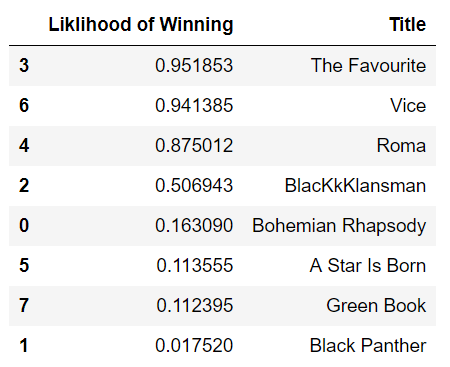 Liklihood of Winning Title
3 0.951853 The Favourite
6 0.941385 Vice
4 0.875012 Roma
2 0.506943 BlacKkKlansman
0 0.163090 Bohemian Rhapsody
5 0.113555 A Star Is Born
7 0.112395 Green Book
1 0.017520 Black Panther